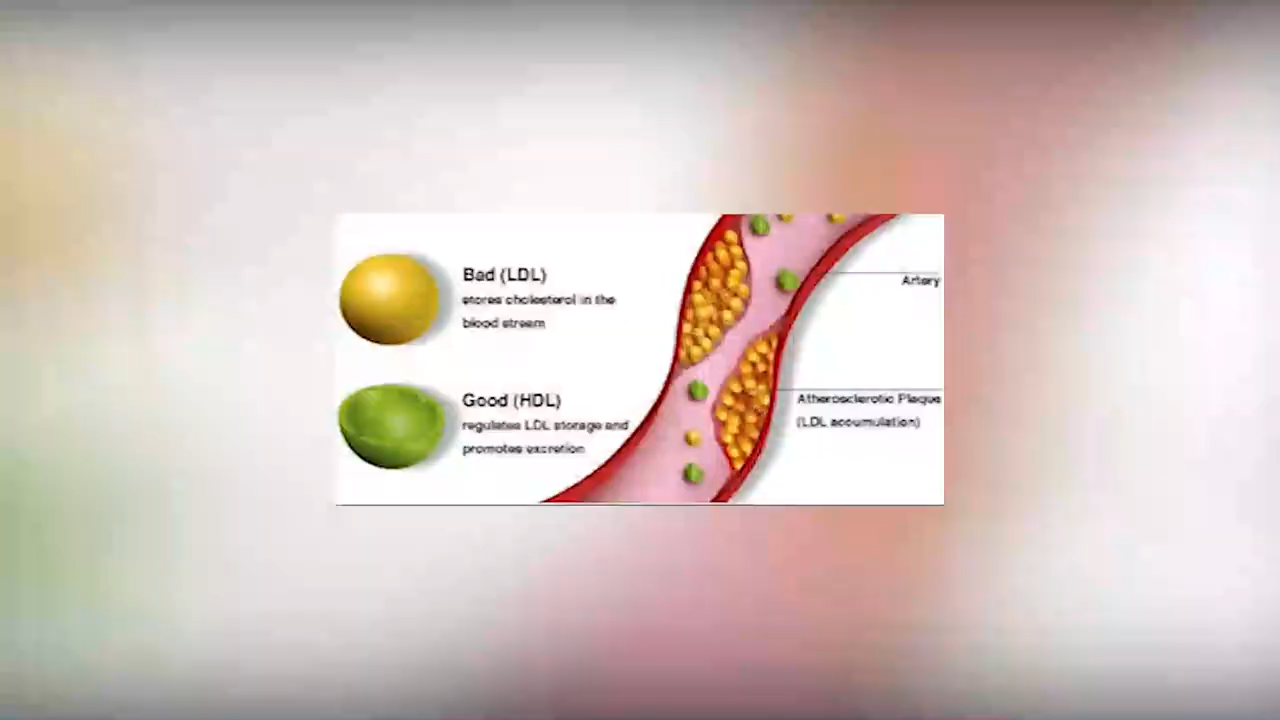 Bad (LDL)
stores cholesterol in the
blood stream
Good (HDL)
regulates LDL storage and
promotes excretion
Artery
Atherosclerotic Plaque
(LDL accumulation)